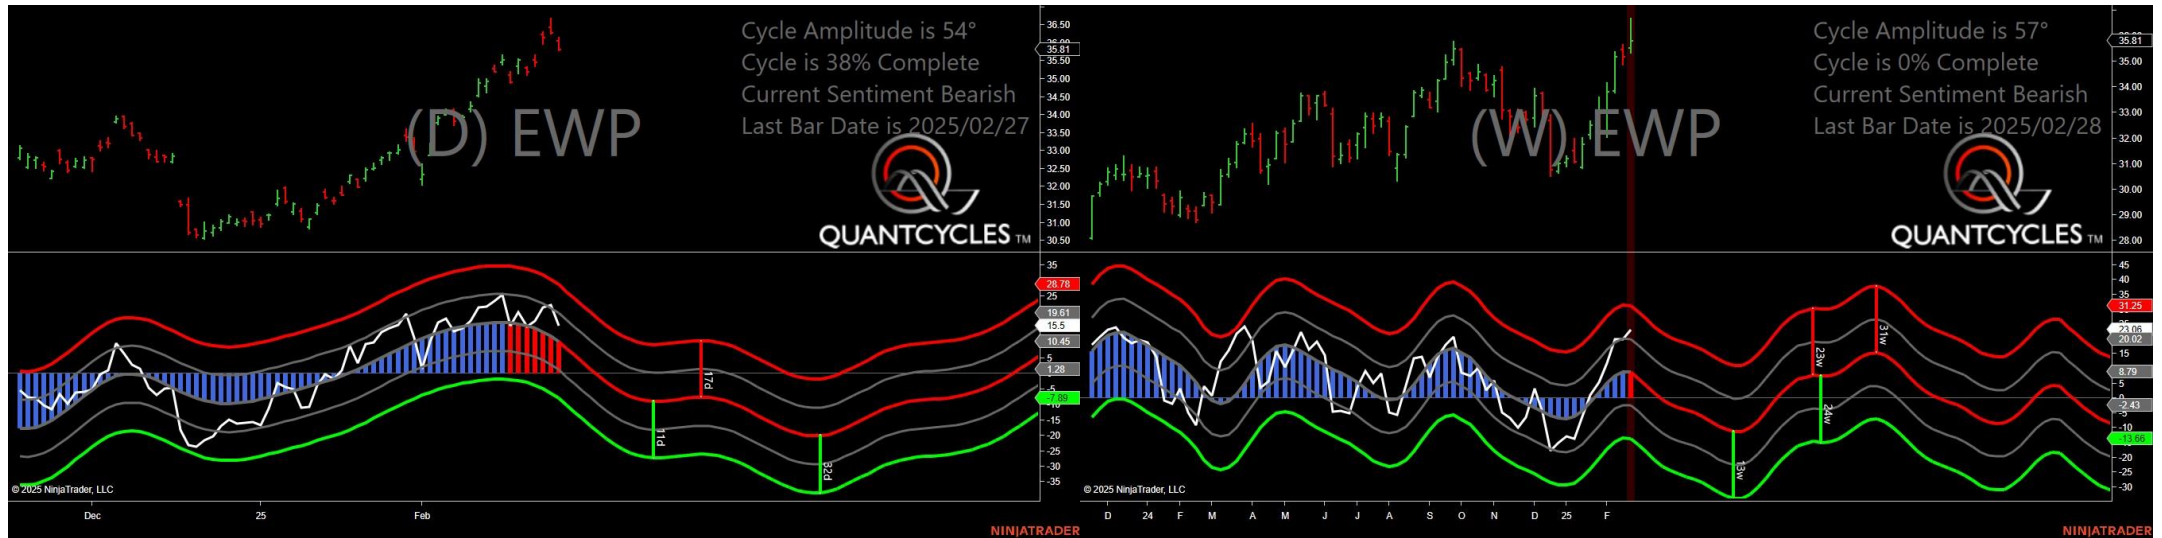 Cycle Amplitude is 54°
Cycle is 38% Complete
Current Sentiment Bearish
Last Bar Date is 2025/02/27
(D) EWP
QUANTCYCLES TM
36.50
35.81
35.50
35.00
34.50
34.00
33.50
33.00
32.50
32.00
31.50
31.00
30.50
35
28.78
25
19.61
15.5
10.45
5
1.28
-5
-7.89
-10
-15
-20
-25
-30
-35
17d
11d
32d
© 2025 NinjaTrader, LLC
Dec
25
Feb
NINJATRADER
Cycle Amplitude is 57°
Cycle is 0% Complete
Current Sentiment Bearish
Last Bar Date is 2025/02/28
(W) EWP
QUANTCYCLES TM
35.81
35.00
34.00
33.00
32.00
31.00
30.00
29.00
28.00
45
40
35
31.25
23.06
20.02
15
8.79
5
-2.43
-5
-10
-13.66
-20
-25
-30
23w
31w
24w
13w
© 2025 NinjaTrader, LLC
D
24
F
M
A
M
J
J
A
S
O
N
D
25
F
NINJATRADER